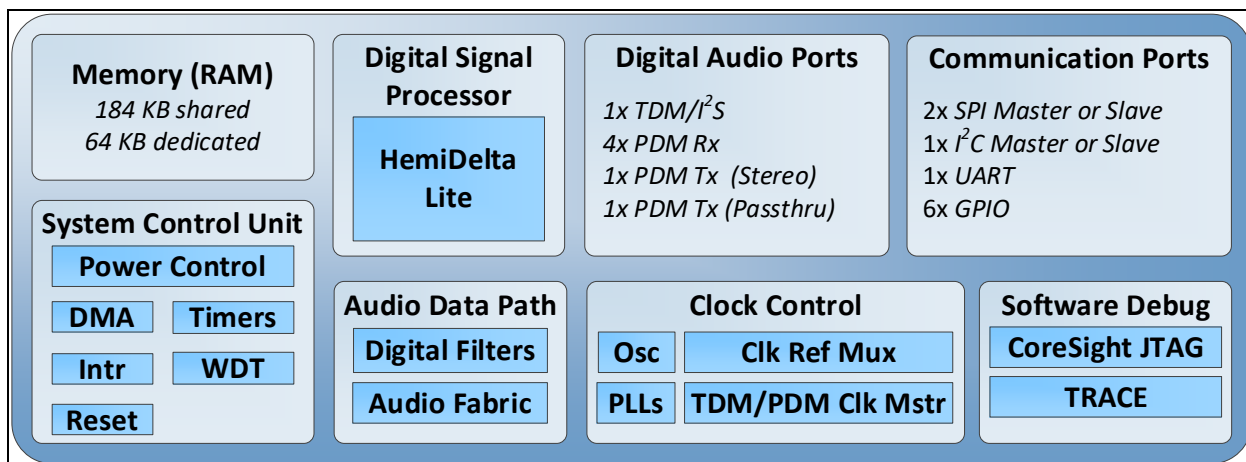 Memory (RAM)
184 KB shared
64 KB dedicated
Digital Signal
Processor
HemiDelta
Lite
Digital Audio Ports
1x TDM/I²S
4x PDM Rx
1x PDM Tx (Stereo)
1x PDM Tx (Passthru)
Communication Ports
2x SPI Master or Slave
1x I²C Master or Slave
1x UART
6x GPIO
System Control Unit
Power Control
DMA
Timers
Intr
WDT
Reset
Audio Data Path
Digital Filters
Audio Fabric
Clock Control
Osc
Clk Ref Mux
PLLs
TDM/PDM Clk Mstr
Software Debug
CoreSight JTAG
TRACE